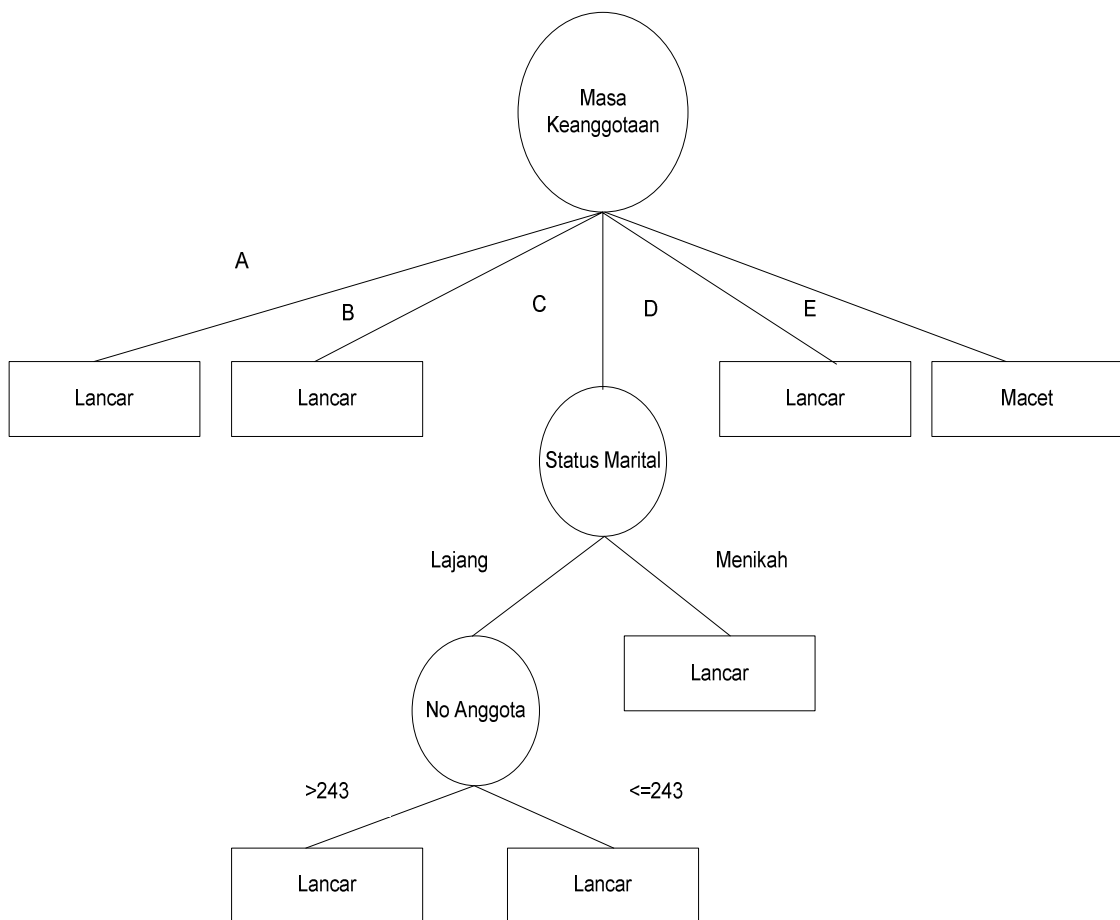 Masa
Keanggotaan
A
B
C
D
E
Lancar
Lancar
Lancar
Macet
Status Marital
Lajang
Menikah
Lancar
No Anggota
>243
<=243
Lancar
Lancar